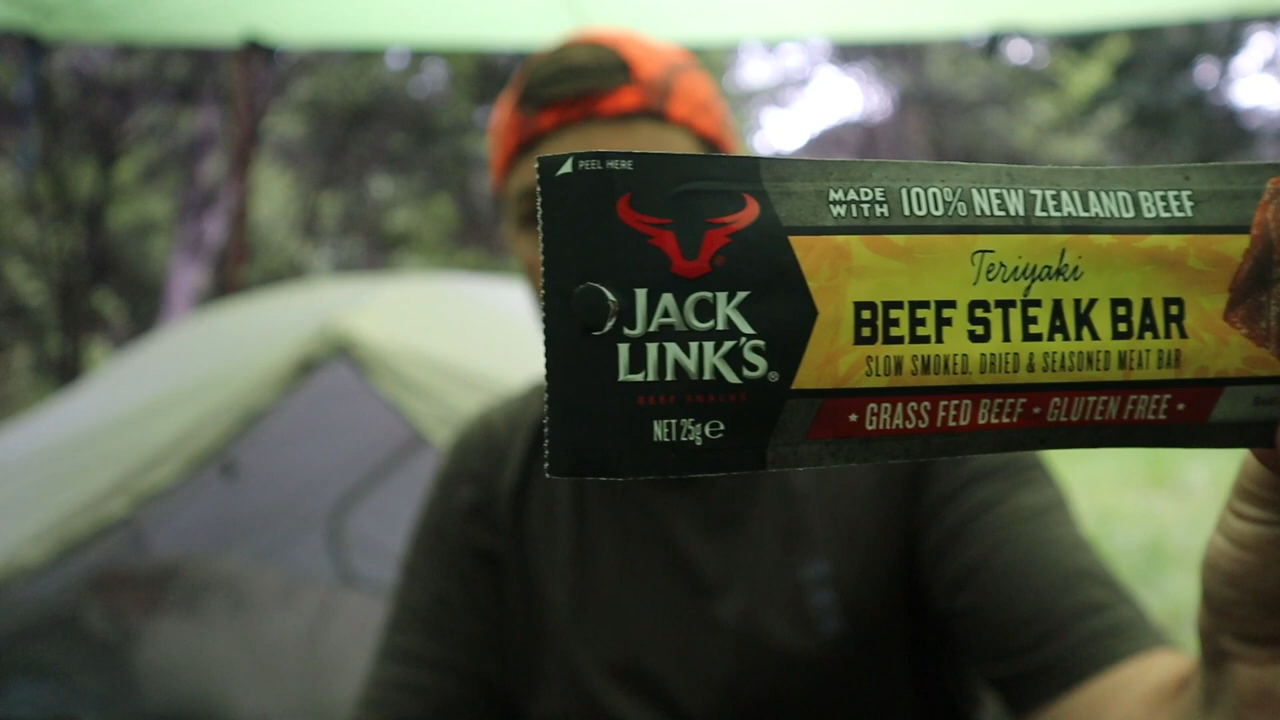 PEEL HERE
JACK
LINK'S®
BEEF SNACKS
NET 25g e
MADE WITH 100% NEW ZEALAND BEEF
Teriyaki
BEEF STEAK BAR
SLOW SMOKED, DRIED & SEASONED MEAT BAR
* GRASS FED BEEF * GLUTEN FREE *